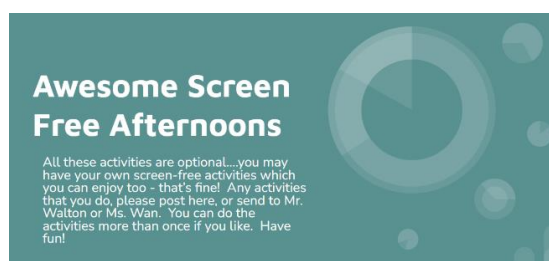 Awesome Screen
Free Afternoons
All these activities are optional....you may
have your own screen-free activities which
you can enjoy too - that's fine!  Any activities
that you do, please post here, or send to Mr.
Walton or Ms. Wan.  You can do the
activities more than once if you like.  Have
fun!